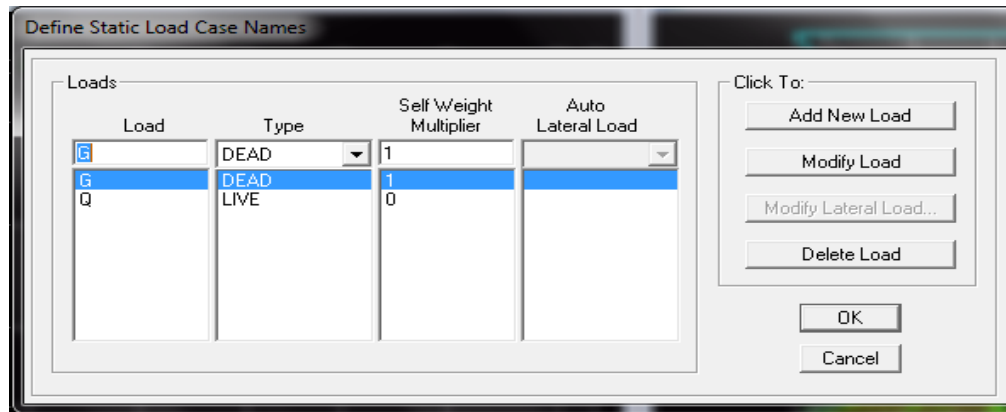 Define Static Load Case Names
Loads
Load Type Self Weight Multiplier Auto Lateral Load
G DEAD 1
G DEAD 1
Q LIVE 0
Click To:
Add New Load
Modify Load
Modify Lateral Load...
Delete Load
OK
Cancel